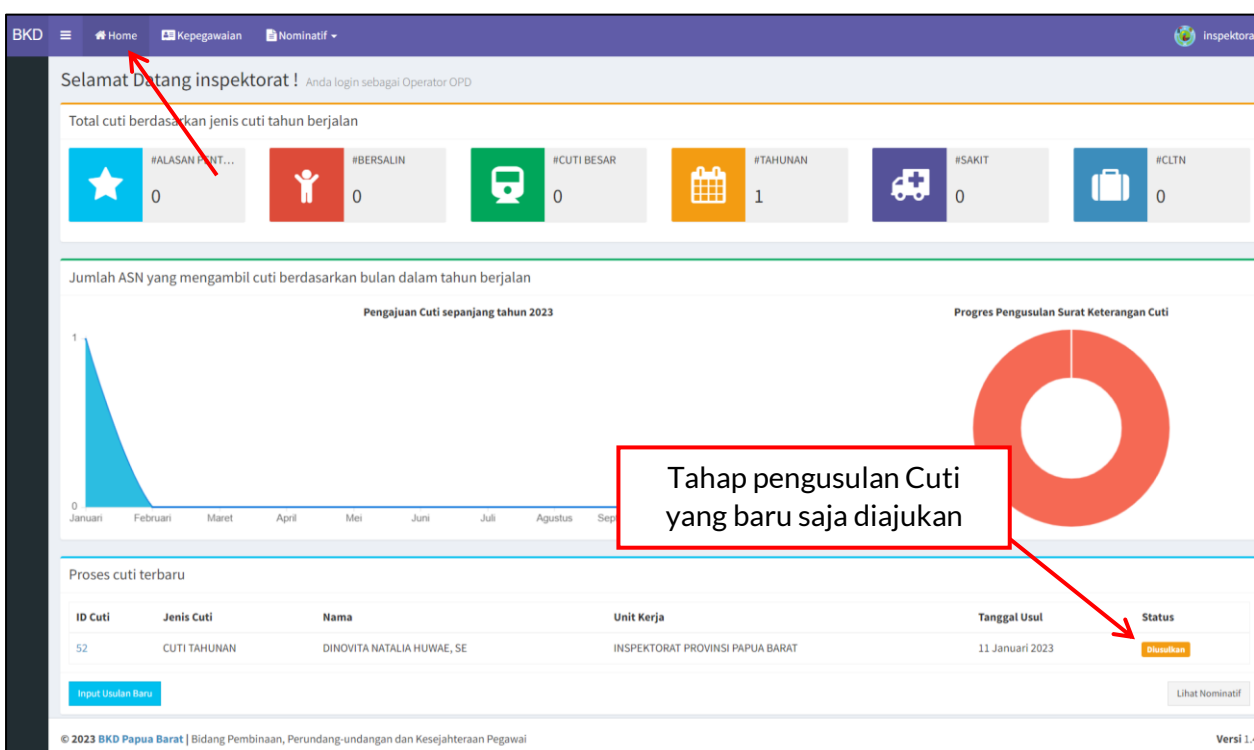 BKD Home Kepegawaian Nominatif inspektora
Selamat Datang inspektorat ! Anda login sebagai Operator OPD
Total cuti berdasarkan jenis cuti tahun berjalan
#ALASAN PENT... #BERSALIN #CUTI BESAR #TAHUNAN #SAKIT #CLTN
0 0 0 1 0 0
Jumlah ASN yang mengambil cuti berdasarkan bulan dalam tahun berjalan
Pengajuan Cuti sepanjang tahun 2023 Progres Pengusulan Surat Keterangan Cuti
1
0
Januari Februari Maret April Mei Juni Juli Agustus Sep
Tahap pengusulan Cuti
yang baru saja diajukan
Proses cuti terbaru
ID Cuti Jenis Cuti Nama Unit Kerja Tanggal Usul Status
52 CUTI TAHUNAN DINOVITA NATALIA HUWAE, SE INSPEKTORAT PROVINSI PAPUA BARAT 11 Januari 2023 Diusulkan
Input Usulan Baru Lihat Nominatif
© 2023 BKD Papua Barat | Bidang Pembinaan, Perundang-undangan dan Kesejahteraan Pegawai Versi 1.